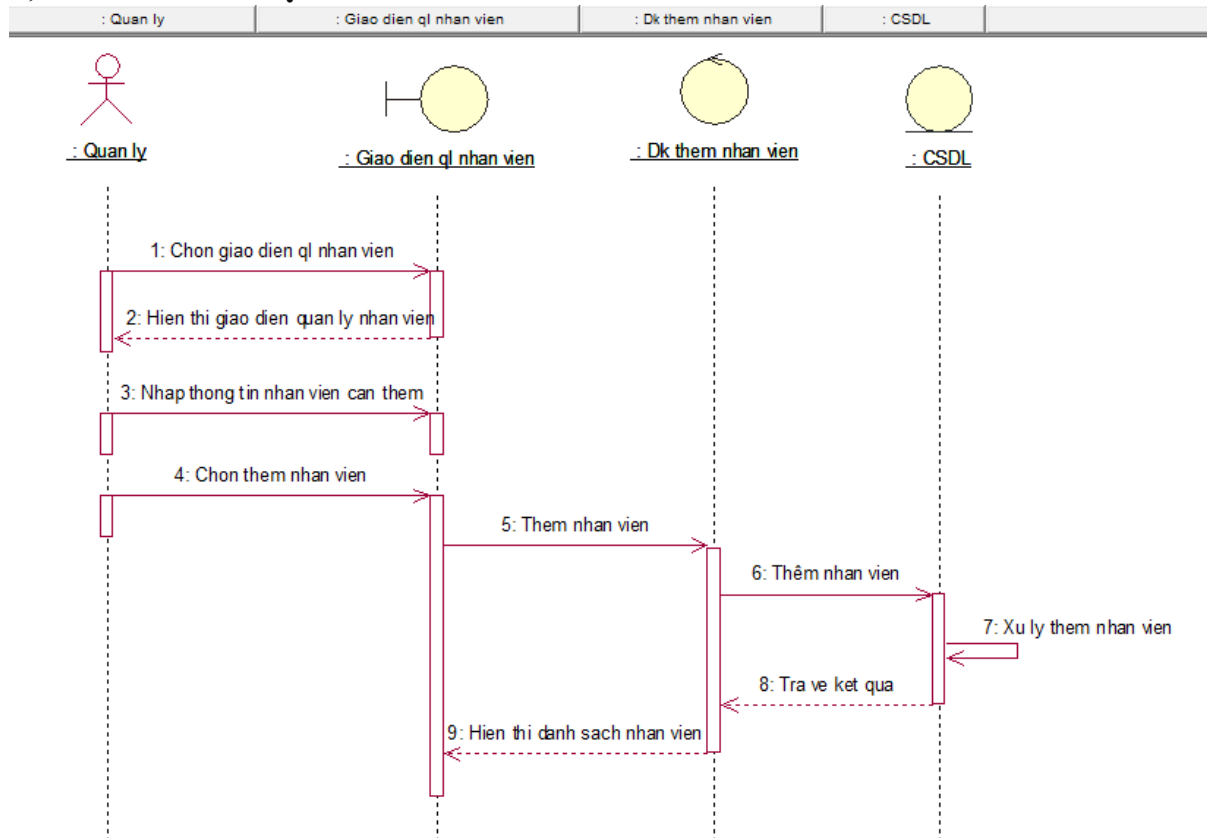 : Quan ly
: Giao dien ql nhan vien
: Dk them nhan vien
: CSDL
: Quan ly
: Giao dien ql nhan vien
: Dk them nhan vien
: CSDL
1: Chon giao dien ql nhan vien
2: Hien thi giao dien quan ly nhan vien
3: Nhap thong tin nhan vien can them
4: Chon them nhan vien
5: Them nhan vien
6: Thêm nhan vien
7: Xu ly them nhan vien
8: Tra ve ket qua
9: Hien thi danh sach nhan vien